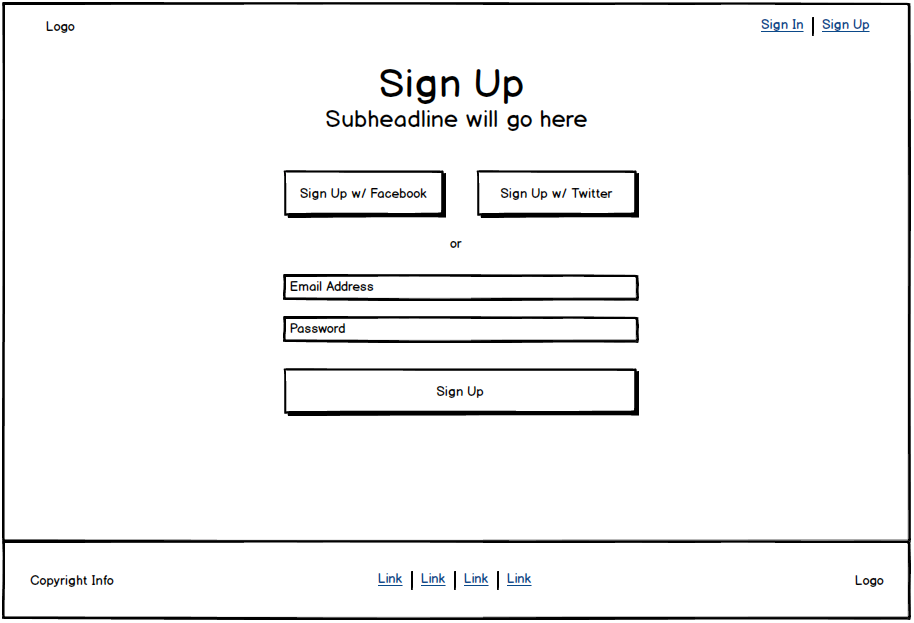 Logo
Sign In | Sign Up
Sign Up
Subheadline will go here
Sign Up w/ Facebook
Sign Up w/ Twitter
or
Email Address
Password
Sign Up
Copyright Info
Link | Link | Link | Link
Logo